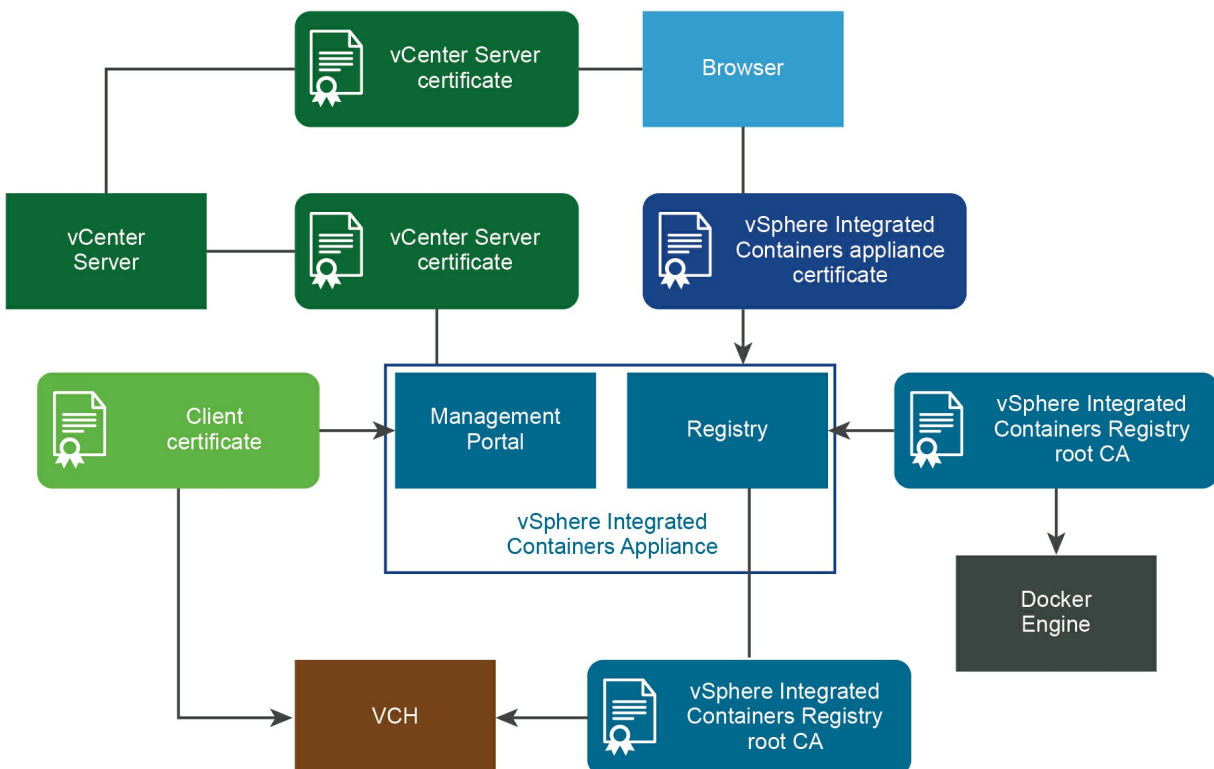 vCenter Server
certificate
Browser
vCenter
Server
vCenter Server
certificate
vSphere Integrated
Containers appliance
certificate
Client
certificate
Management
Portal
Registry
vSphere Integrated
Containers Registry
root CA
vSphere Integrated
Containers Appliance
Docker
Engine
VCH
vSphere Integrated
Containers Registry
root CA